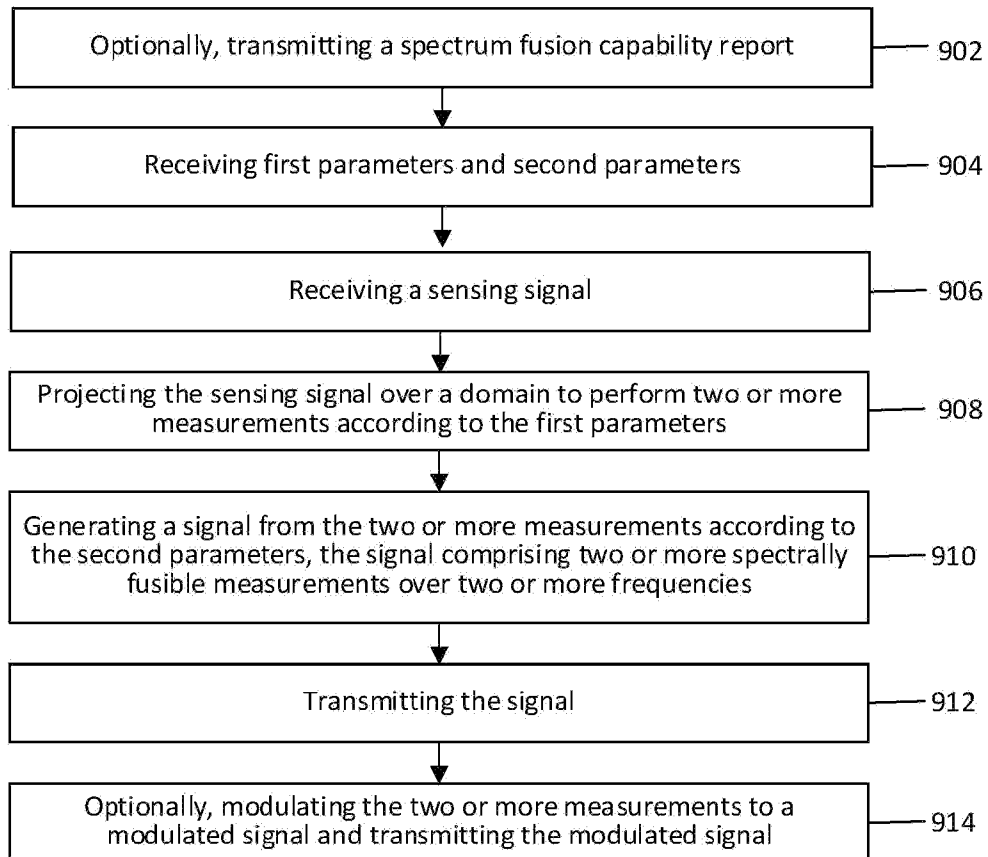 Optionally, transmitting a spectrum fusion capability report
902
Receiving first parameters and second parameters
904
Receiving a sensing signal
906
Projecting the sensing signal over a domain to perform two or more
measurements according to the first parameters
908
Generating a signal from the two or more measurements according to
the second parameters, the signal comprising two or more spectrally
fusible measurements over two or more frequencies
910
Transmitting the signal
912
Optionally, modulating the two or more measurements to a
modulated signal and transmitting the modulated signal
914